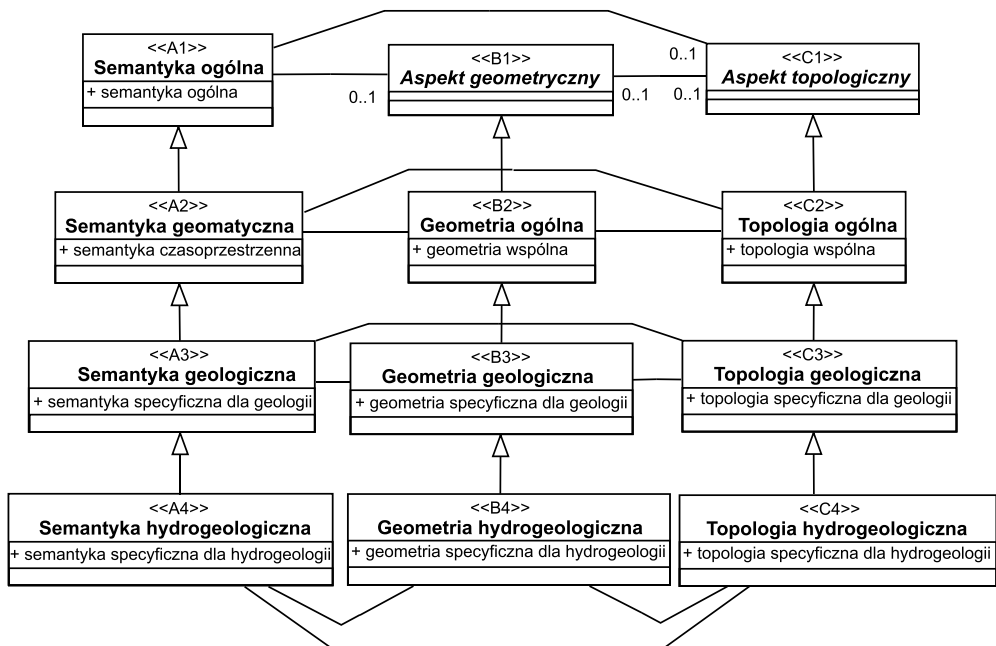 <<A1>>
Semantyka ogólna
+ semantyka ogólna
<<B1>>
Aspekt geometryczny
<<C1>>
Aspekt topologiczny
0..1
0..1
0..1
0..1
<<A2>>
Semantyka geomatyczna
+ semantyka czasoprzestrzenna
<<B2>>
Geometria ogólna
+ geometria wspólna
<<C2>>
Topologia ogólna
+ topologia wspólna
<<A3>>
Semantyka geologiczna
+ semantyka specyficzna dla geologii
<<B3>>
Geometria geologiczna
+ geometria specyficzna dla geologii
<<C3>>
Topologia geologiczna
+ topologia specyficzna dla geologii
<<A4>>
Semantyka hydrogeologiczna
+ semantyka specyficzna dla hydrogeologii
<<B4>>
Geometria hydrogeologiczna
+ geometria specyficzna dla hydrogeologii
<<C4>>
Topologia hydrogeologiczna
+ topologia specyficzna dla hydrogeologii